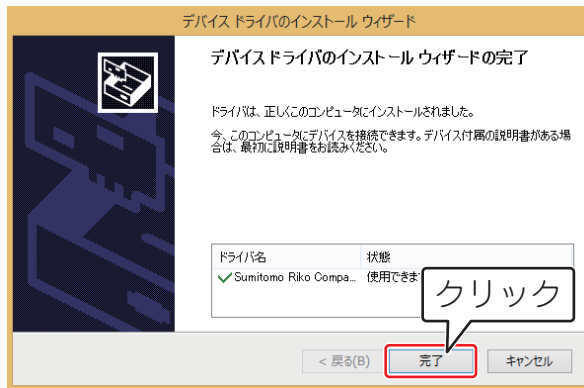 デバイス ドライバのインストール ウィザード
デバイス ドライバのインストール ウィザードの完了
ドライバは、正しくこのコンピュータにインストールされました。
今、このコンピュータにデバイスを接続できます。デバイス付属の説明書がある場
合は、最初に説明書をお読みください。
ドライバ名 状態
Sumitomo Riko Compa... 使用できま
クリック
< 戻る(B) 完了 キャンセル